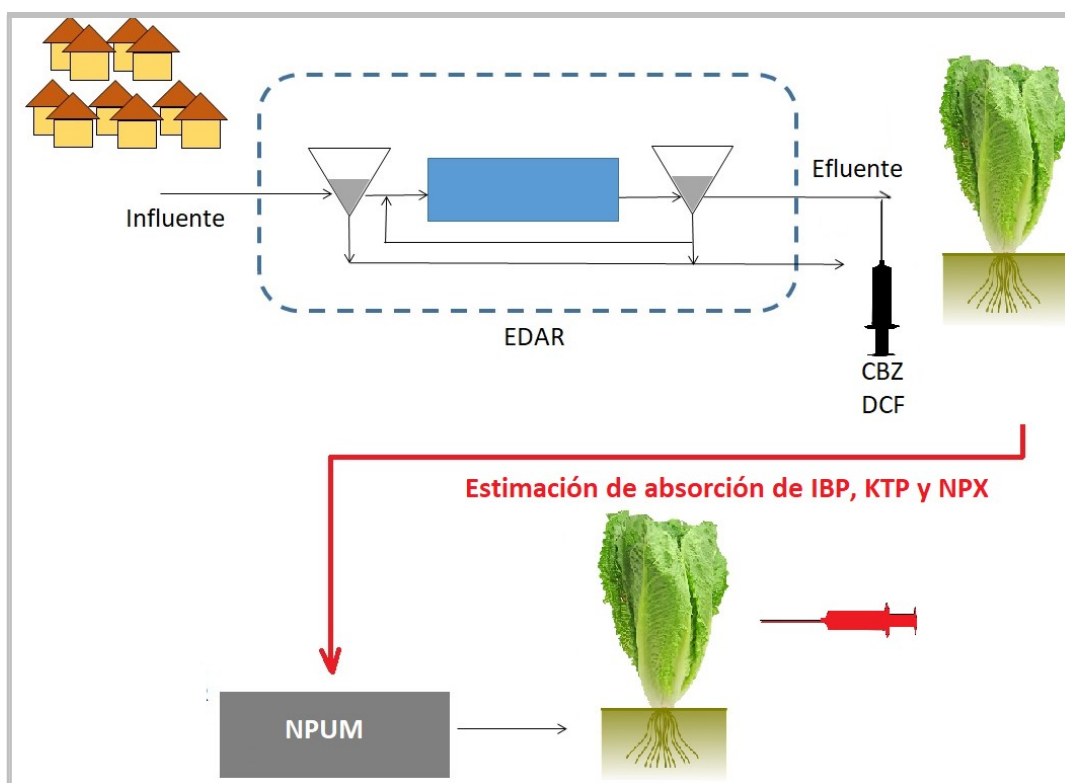 Influente
Efluente
EDAR
CBZ
DCF
Estimación de absorción de IBP, KTP y NPX
NPUM